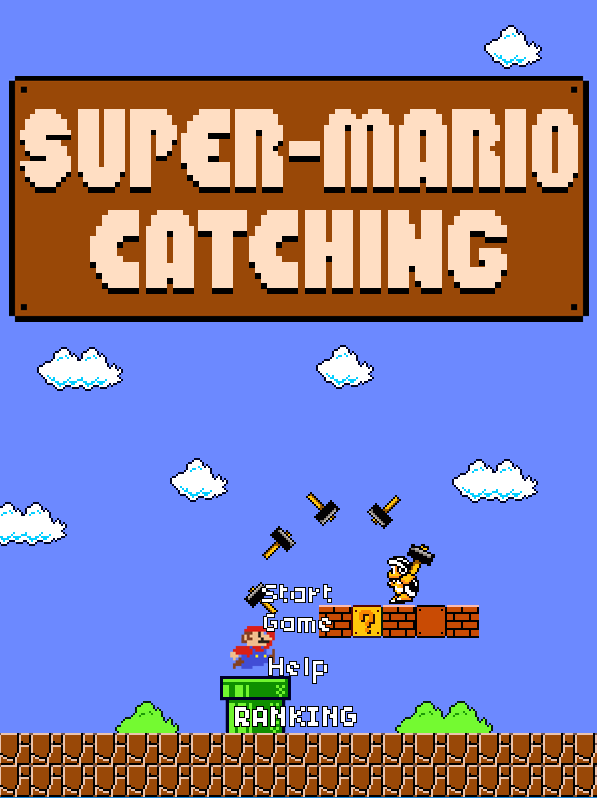 SUPER-MARIO
CATCHING
Start
Game
?
Help
RANKING